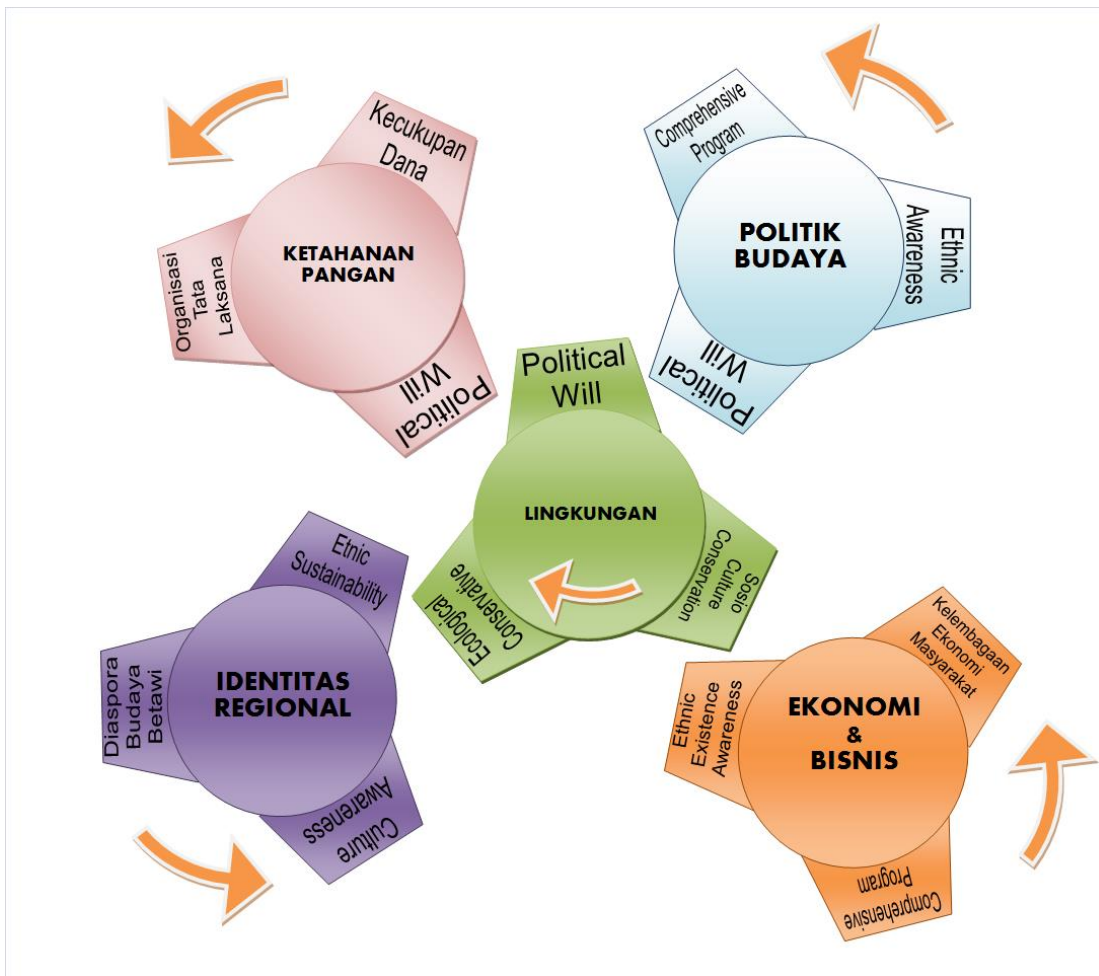 Kecukupan
Dana
KETAHANAN
PANGAN
Organisasi
Tata
Laksana
Political
Will
Comprehensive
Program
POLITIK
BUDAYA
Ethnic
Awareness
Political
Will
Political
Will
LINGKUNGAN
Sosio
Culture
Conservation
Ecological
Conservative
Etnic
Sustainability
IDENTITAS
REGIONAL
Diaspora
Budaya
Betawi
Culture
Awareness
Kelembagaan
Ekonomi
Masyarakat
EKONOMI
&
BISNIS
Ethnic
Existence
Awareness
Comprehensive
Program